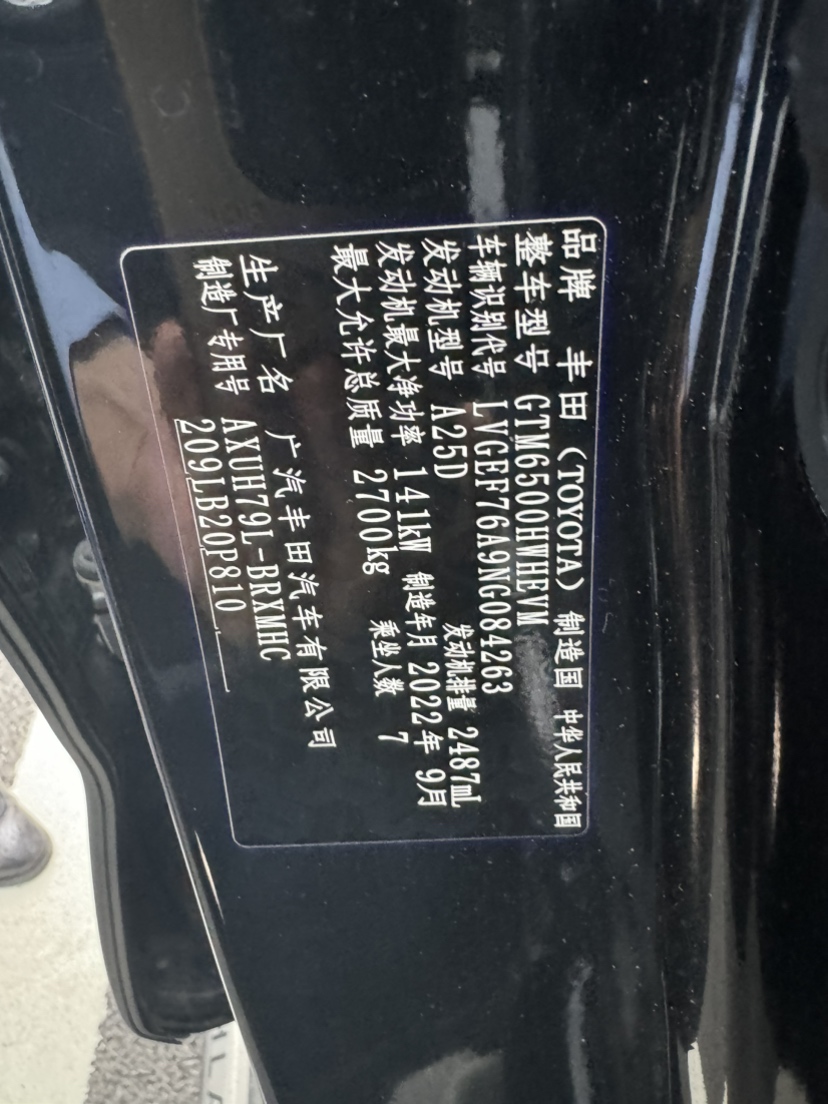 品牌 丰田（TOYOTA） 制造国 中华人民共和国
整车型号 GTM6500HWHEVM
车辆识别代号 LVGEF76A9NG084263
发动机型号 A25D 发动机排量 2487mL
发动机最大净功率 141kW 制造年月 2022年 9月
最大允许总质量 2700kg 乘坐人数 7
生产厂名 广汽丰田汽车有限公司
制造厂专用号 AXUH79L-BRXMHC
209LB20P810